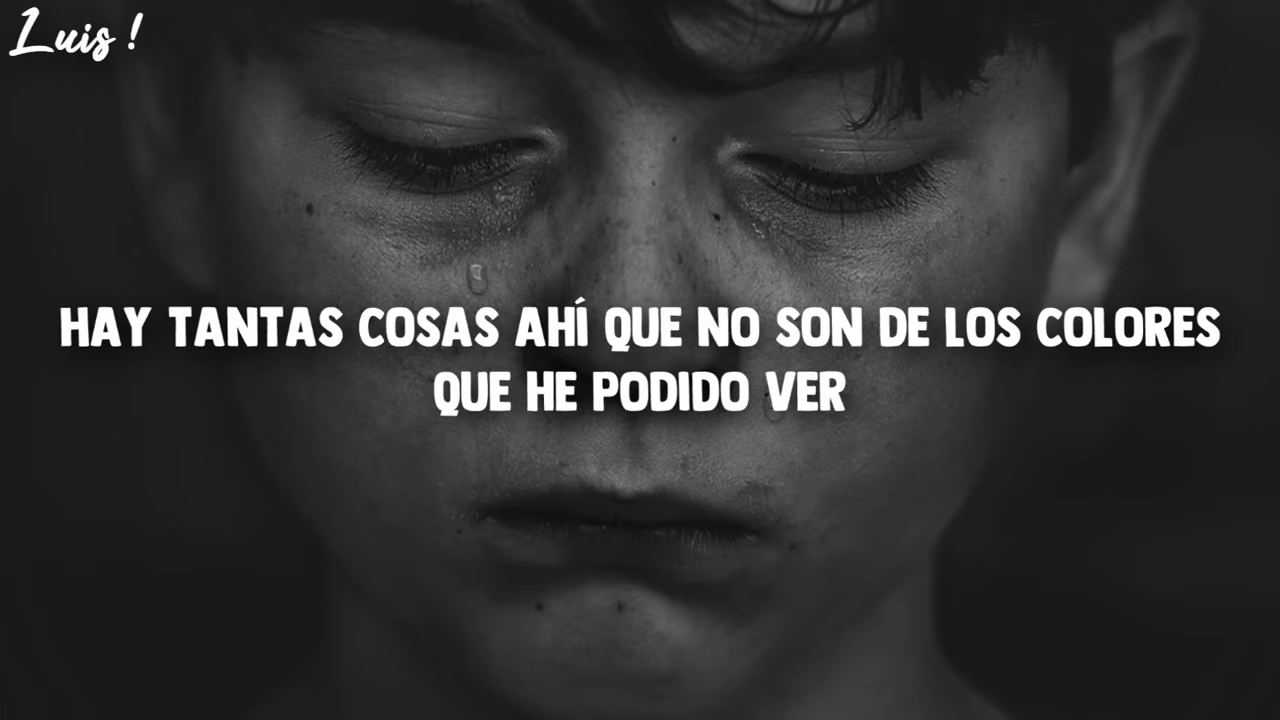 Luis !
HAY TANTAS COSAS AHÍ QUE NO SON DE LOS COLORES
QUE HE PODIDO VER